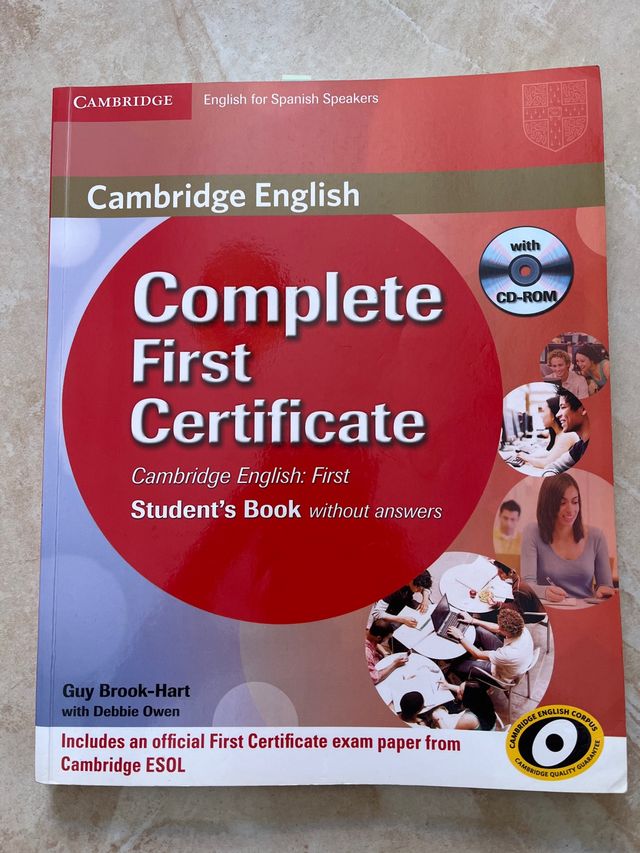 CAMBRIDGE
English for Spanish Speakers
Cambridge English
with
CD-ROM
Complete
First
Certificate
Cambridge English: First
Student's Book without answers
Guy Brook-Hart
with Debbie Owen
Includes an official First Certificate exam paper from
Cambridge ESOL
CAMBRIDGE ENGLISH CORPUS
CAMBRIDGE QUALITY GUARANTEE